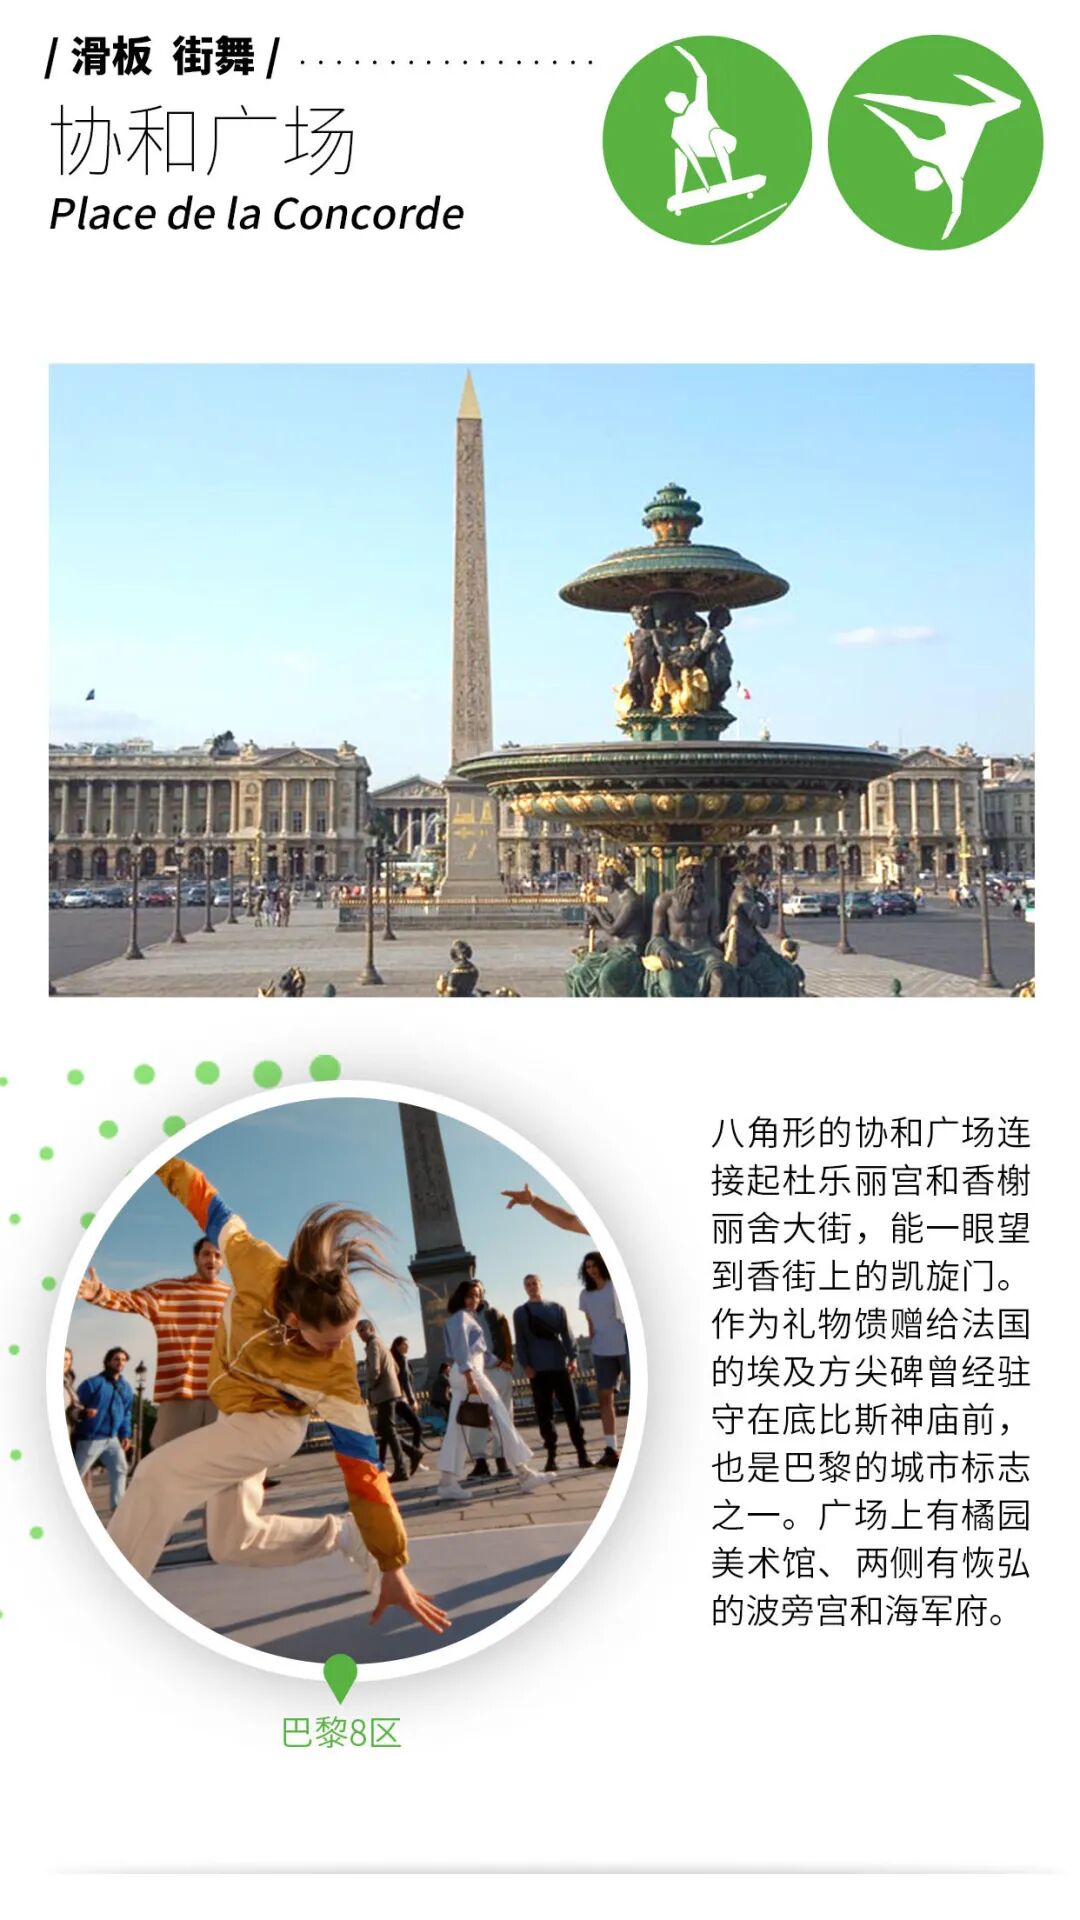 / 滑板 街舞 /
协和广场
Place de la Concorde
八角形的协和广场连
接起杜乐丽宫和香榭
丽舍大街，能一眼望
到香街上的凯旋门。
作为礼物馈赠给法国
的埃及方尖碑曾经驻
守在底比斯神庙前，
也是巴黎的城市标志
之一。广场上有橘园
美术馆、两侧有恢弘
的波旁宫和海军府。
巴黎8区